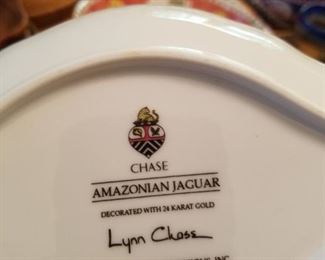 CHASE
AMAZONIAN JAGUAR
DECORATED WITH 24 KARAT GOLD
Lynn Chase
INC